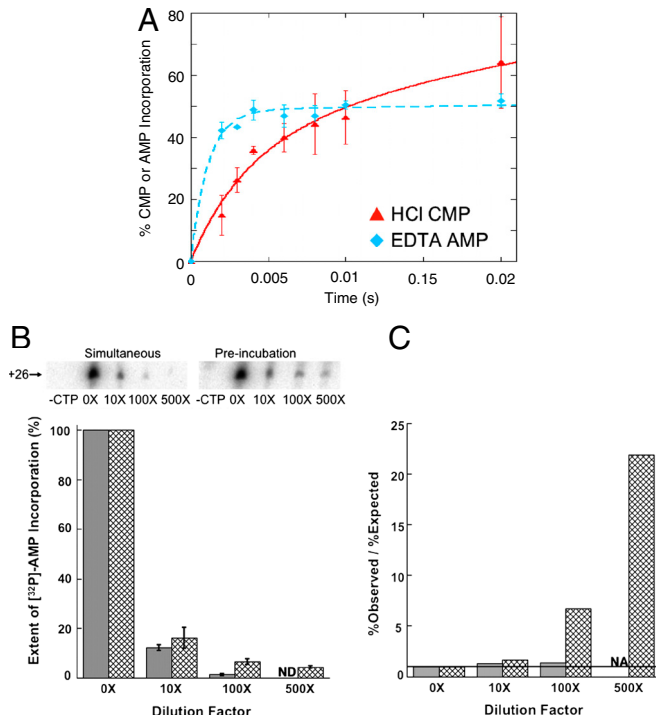 A
% CMP or AMP Incorporation
80
60
40
20
0
HCl CMP
EDTA AMP
0 0.005 0.01 0.15 0.02
Time (s)
B
Simultaneous Pre-incubation
+26
-CTP 0X 10X 100X 500X -CTP 0X 10X 100X 500X
Extent of [³²P]-AMP Incorporation (%)
100
80
60
40
20
0
ND
0X 10X 100X 500X
Dilution Factor
C
%Observed / %Expected
25
20
15
10
5
0
NA
0X 10X 100X 500X
Dilution Factor